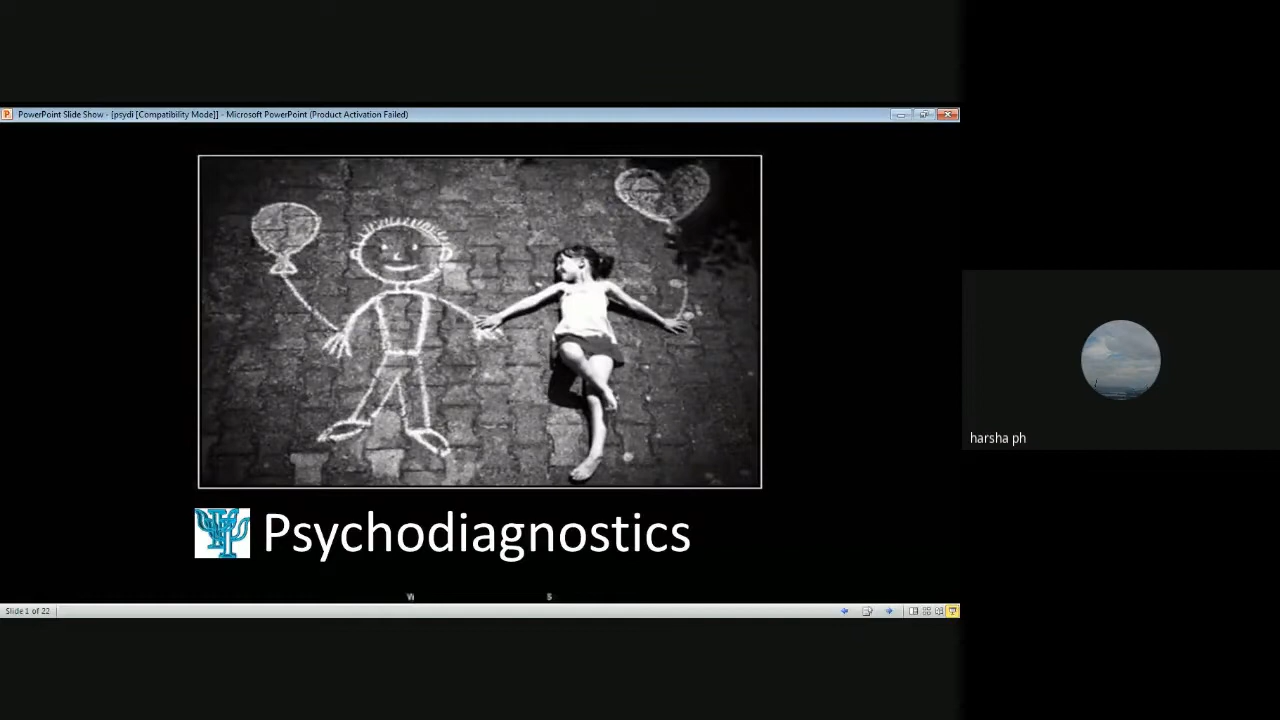 PowerPoint Slide Show - [psydi [Compatibility Mode]] - Microsoft PowerPoint (Product Activation Failed)
Psychodiagnostics
harsha ph
Slide 1 of 22